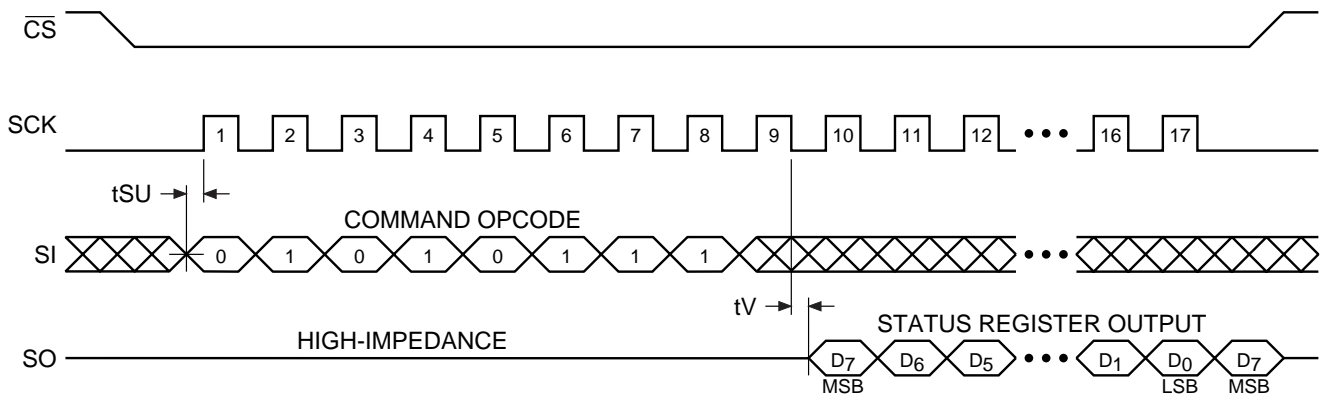 CS
SCK 1 2 3 4 5 6 7 8 9 10 11 12 ••• 16 17
tSU
COMMAND OPCODE
SI 0 1 0 1 0 1 1 1 •••
tV
HIGH-IMPEDANCE STATUS REGISTER OUTPUT
SO D7 D6 D5 ••• D1 D0 D7
MSB LSB MSB